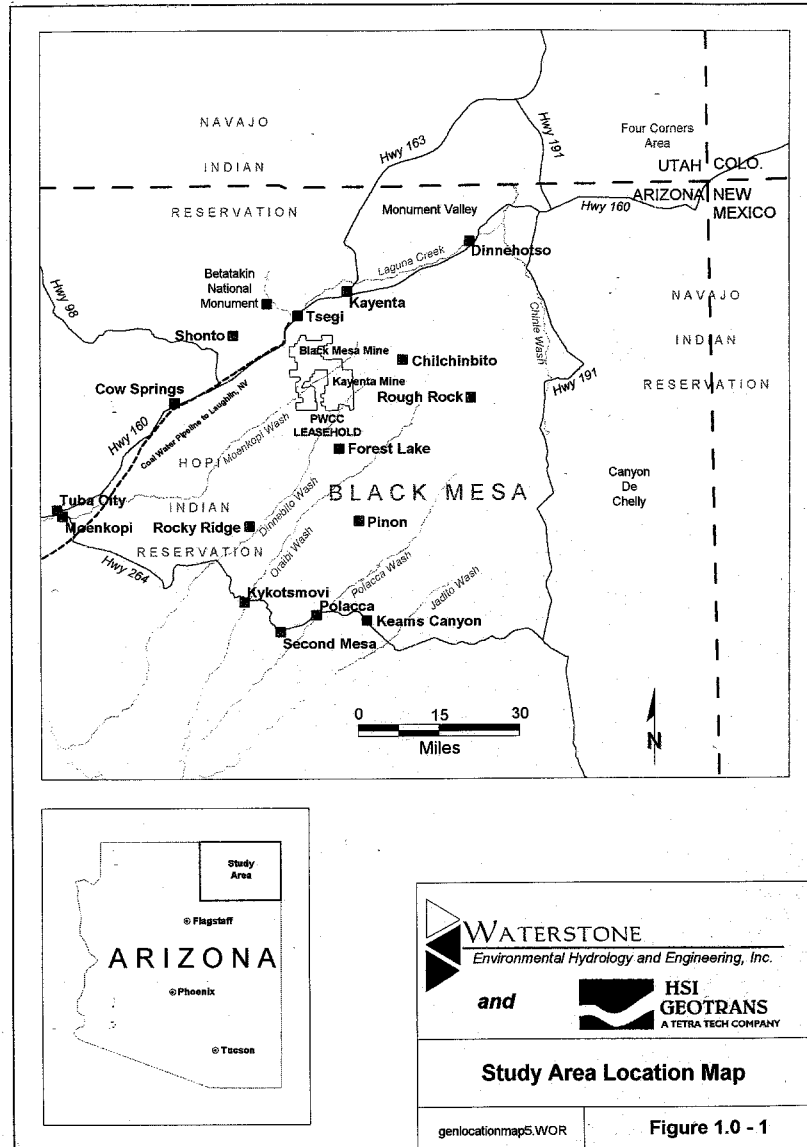 NAVAJO
INDIAN
RESERVATION
Hwy 163
Hwy 191
Four Corners
Area
UTAH
COLO.
ARIZONA
NEW
MEXICO
Hwy 160
Monument Valley
Dinnehotso
Laguna Creek
Betatakin
National
Monument
Kayenta
Tsegi
Hwy 98
Shonto
Chinle Wash
NAVAJO
INDIAN
RESERVATION
Black Mesa Mine
Chilchinbito
Kayenta Mine
Hwy 191
Cow Springs
Rough Rock
PWCC
LEASEHOLD
Hwy 160
Coal Water Pipeline to Laughlin, NV
Moenkopi Wash
Forest Lake
HOPI
INDIAN
RESERVATION
BLACK MESA
Canyon
De
Chelly
Tuba City
Moenkopi
Rocky Ridge
Dinnebito Wash
Pinon
Oraibi Wash
Polacca Wash
Jadito Wash
Hwy 264
Kykotsmovi
Polacca
Keams Canyon
Second Mesa
0 15 30
Miles
N
Study
Area
Flagstaff
ARIZONA
Phoenix
Tucson
WATERSTONE
Environmental Hydrology and Engineering, Inc.
and
HSI
GEOTRANS
A TETRA TECH COMPANY
Study Area Location Map
genlocationmap5.WOR
Figure 1.0 - 1